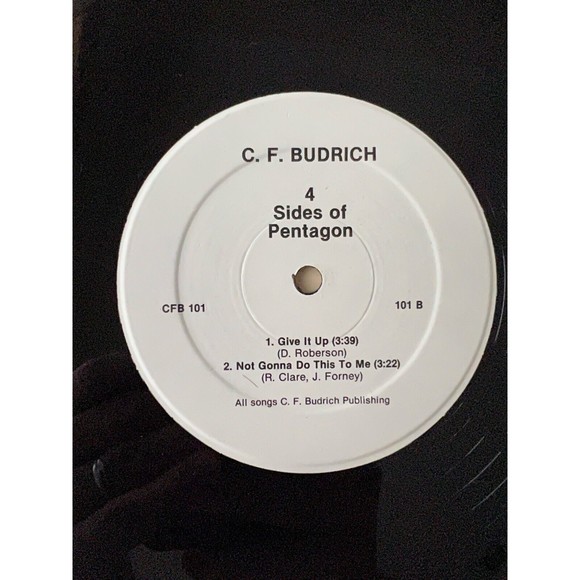 C. F. BUDRICH
4
Sides of
Pentagon
CFB 101
101 B
1. Give It Up (3:39)
(D. Roberson)
2. Not Gonna Do This To Me (3:22)
(R. Clare, J. Forney)
All songs C. F. Budrich Publishing